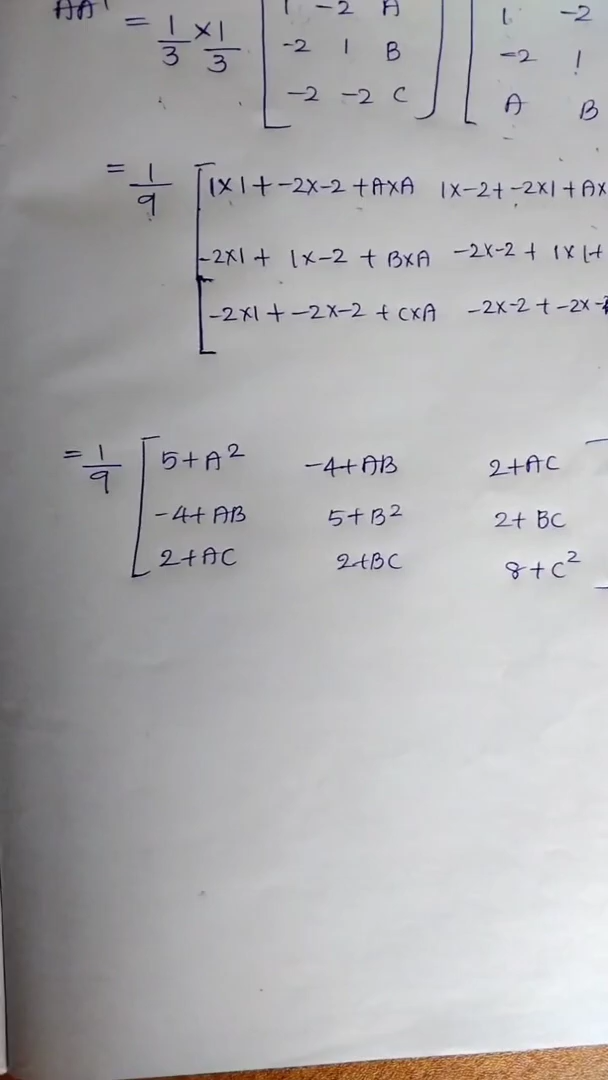 AA' = 1/3 × 1/3 [1 -2 A [1 -2
-2 1 B -2 1
-2 -2 C] A B
= 1/9 [1×1 + -2×-2 + A×A 1×-2 + -2×1 + A×
-2×1 + 1×-2 + B×A -2×-2 + 1×1 +
-2×1 + -2×-2 + C×A -2×-2 + -2×-
= 1/9 [5+A² -4+AB 2+AC
-4+AB 5+B² 2+BC
2+AC 2+BC 8+C²]